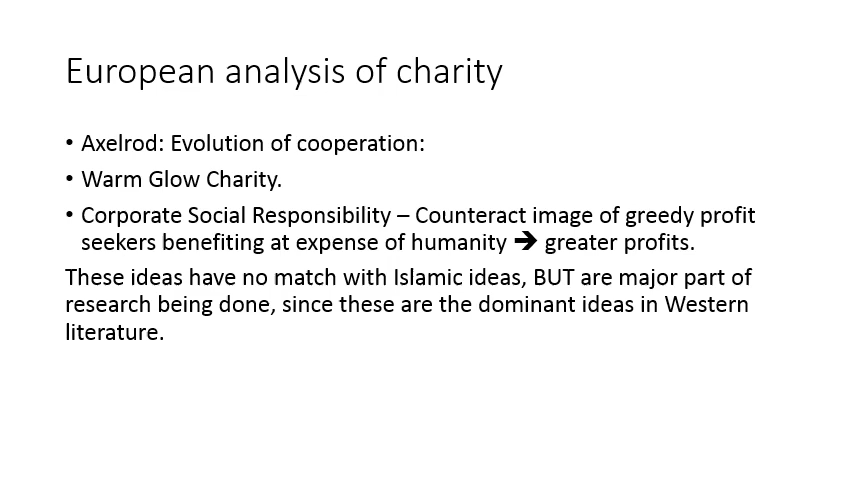 European analysis of charity
• Axelrod: Evolution of cooperation:
• Warm Glow Charity.
• Corporate Social Responsibility – Counteract image of greedy profit
seekers benefiting at expense of humanity ➔ greater profits.
These ideas have no match with Islamic ideas, BUT are major part of
research being done, since these are the dominant ideas in Western
literature.